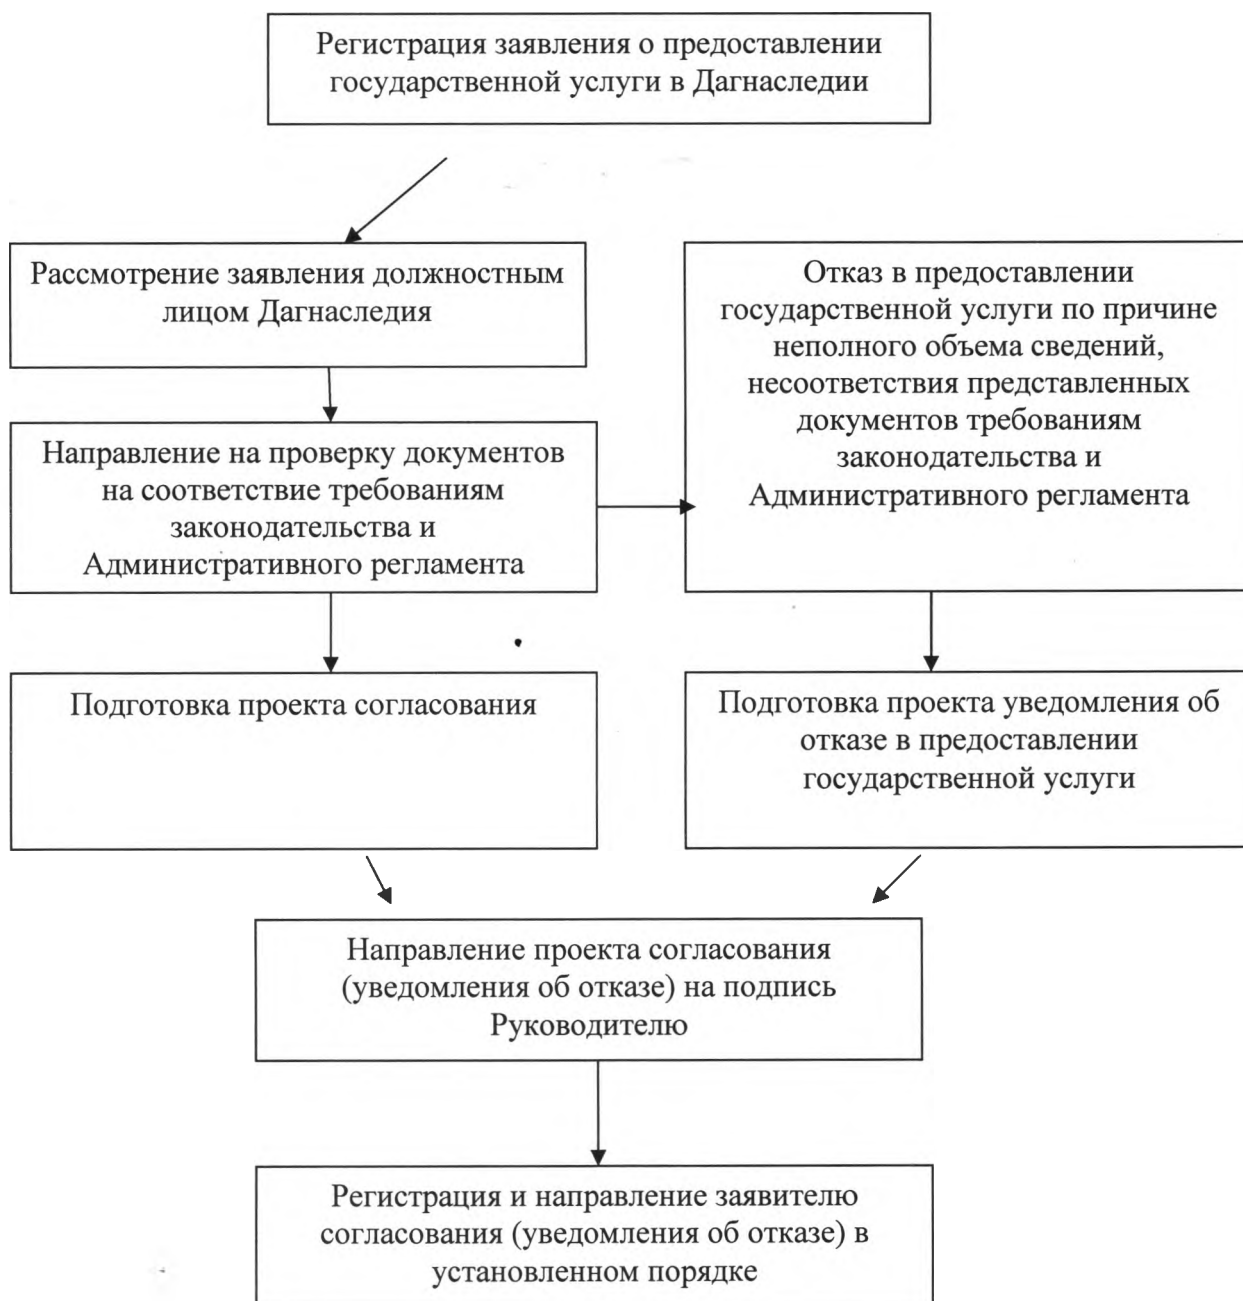 Регистрация заявления о предоставлении
государственной услуги в Дагнаследии
Рассмотрение заявления должностным
лицом Дагнаследия
Отказ в предоставлении
государственной услуги по причине
неполного объема сведений,
несоответствия представленных
документов требованиям
законодательства и
Административного регламента
Направление на проверку документов
на соответствие требованиям
законодательства и
Административного регламента
Подготовка проекта согласования
Подготовка проекта уведомления об
отказе в предоставлении
государственной услуги
Направление проекта согласования
(уведомления об отказе) на подпись
Руководителю
Регистрация и направление заявителю
согласования (уведомления об отказе) в
установленном порядке